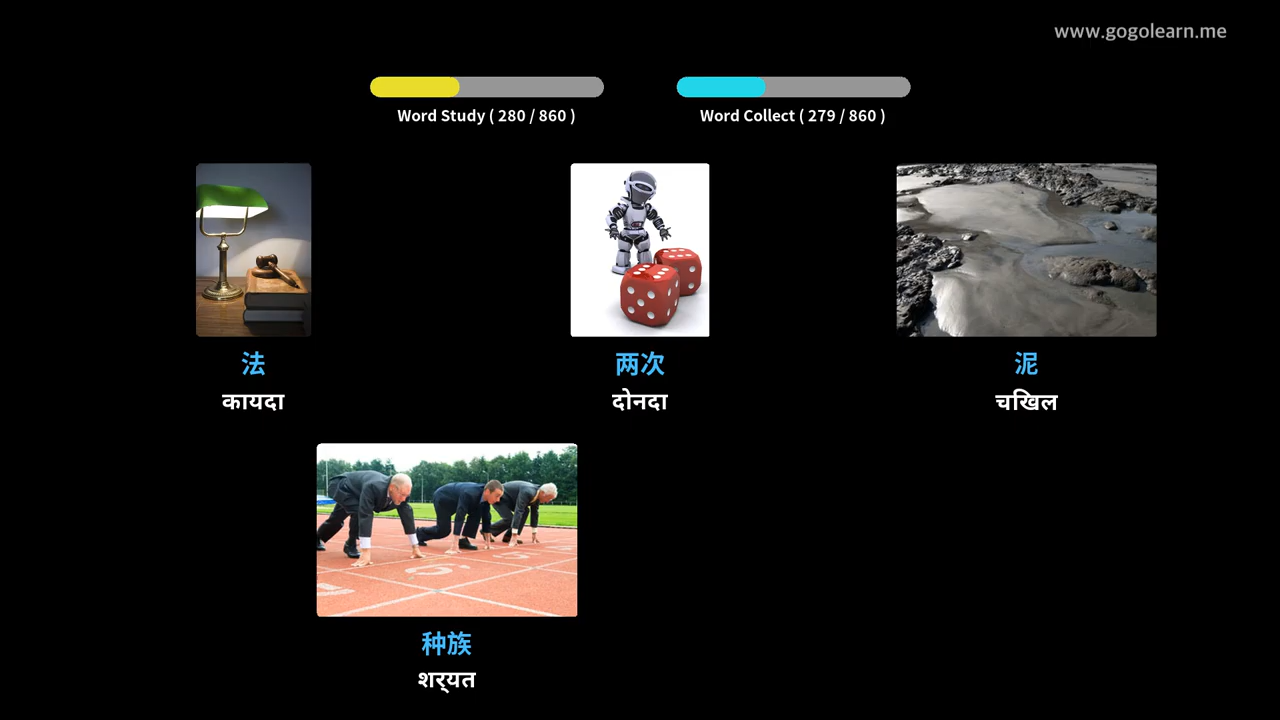 www.gogolearn.me
Word Study ( 280 / 860 )
Word Collect ( 279 / 860 )
法
两次
泥
कायदा
दोनदा
चिखल
种族
शर्यत